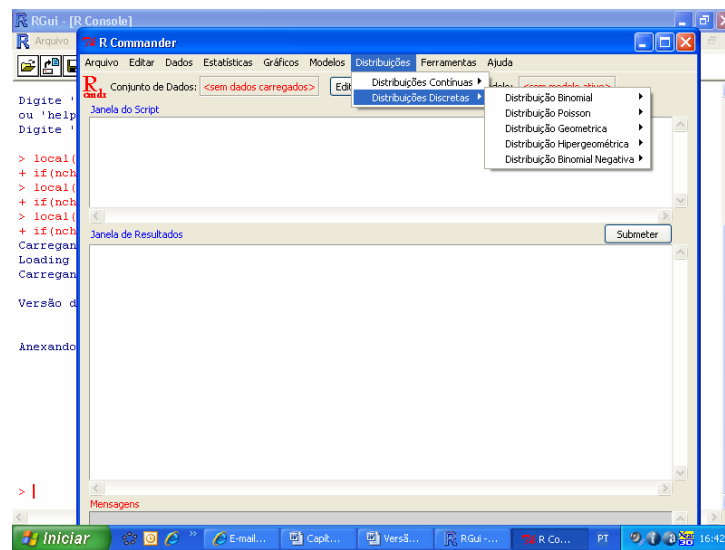 RGui - [R Console]
R Arquivo
R Commander
Arquivo Editar Dados Estatísticas Gráficos Modelos Distribuições Ferramentas Ajuda
Rcmdr Conjunto de Dados: <sem dados carregados> Edit
Distribuições Contínuas
Distribuições Discretas
Distribuição Binomial
Distribuição Poisson
Distribuição Geometrica
Distribuição Hipergeométrica
Distribuição Binomial Negativa
Janela do Script
Digite '
ou 'help
Digite '
> local(
+ if(nch
> local(
+ if(nch
> local(
+ if(nch
Carregan
Loading
Carregan
Versão d
Anexando
>
Submeter
Janela de Resultados
Mensagens
Iniciar
E-mail...
Capít...
Versã...
RGui -...
R Co...
PT